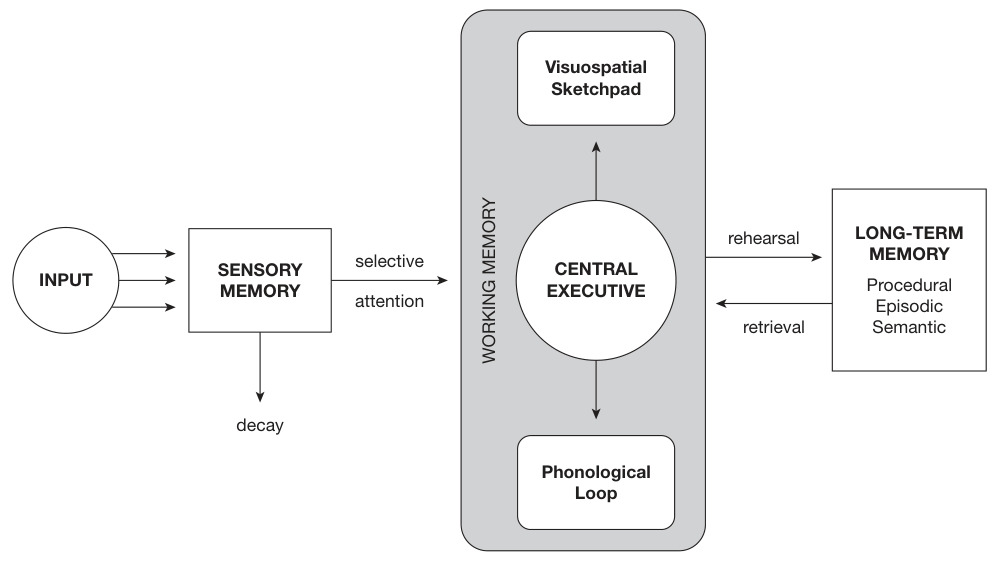 INPUT
SENSORY
MEMORY
decay
selective
attention
WORKING MEMORY
Visuospatial
Sketchpad
CENTRAL
EXECUTIVE
Phonological
Loop
rehearsal
retrieval
LONG-TERM
MEMORY
Procedural
Episodic
Semantic